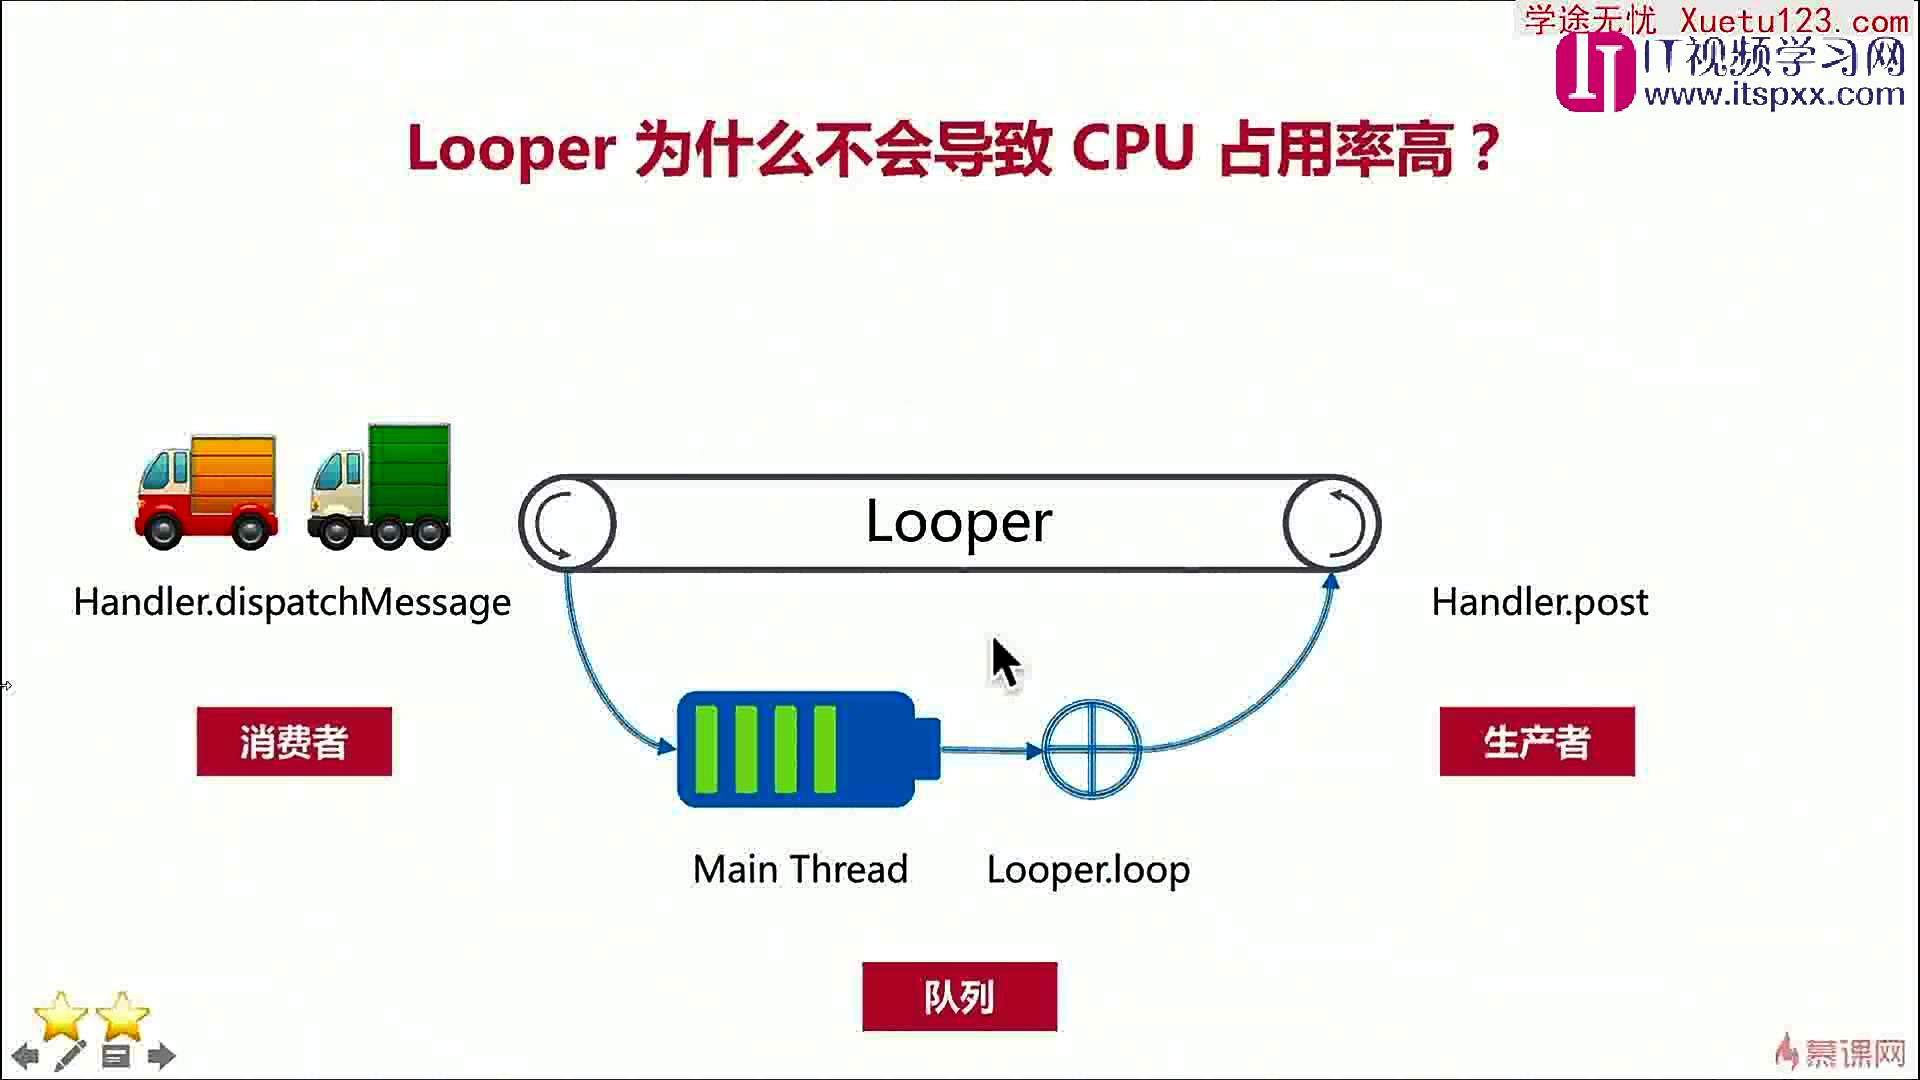 学途无忧 Xuetu123.com
IT视频学习网
www.itspxx.com
Looper 为什么不会导致 CPU 占用率高？
Looper
Handler.dispatchMessage
Handler.post
消费者
生产者
Main Thread
Looper.loop
队列
慕课网